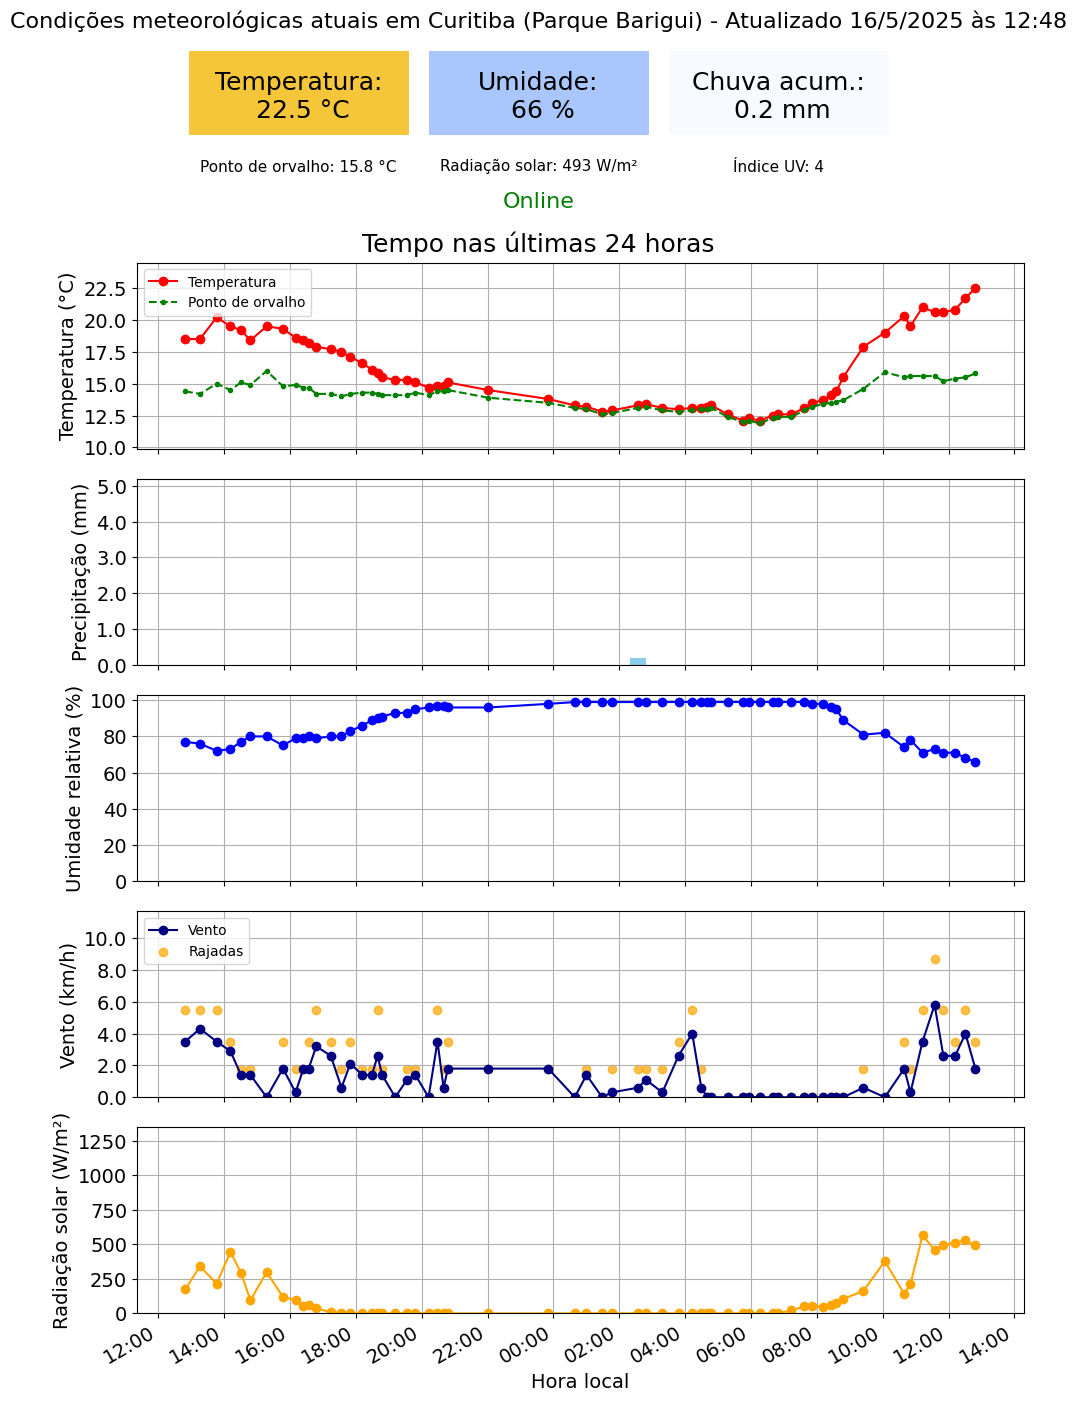 Condições meteorológicas atuais em Curitiba (Parque Barigui) - Atualizado 16/5/2025 às 12:48
Temperatura:
22.5 °C
Umidade:
66 %
Chuva acum.:
0.2 mm
Ponto de orvalho: 15.8 °C
Radiação solar: 493 W/m²
Índice UV: 4
Online
Tempo nas últimas 24 horas
Temperatura (°C)
22.5
20.0
17.5
15.0
12.5
10.0
Temperatura
Ponto de orvalho
Precipitação (mm)
5.0
4.0
3.0
2.0
1.0
0.0
Umidade relativa (%)
100
80
60
40
20
0
Vento (km/h)
10.0
8.0
6.0
4.0
2.0
0.0
Vento
Rajadas
Radiação solar (W/m²)
1250
1000
750
500
250
0
12:00
14:00
16:00
18:00
20:00
22:00
00:00
02:00
04:00
06:00
08:00
10:00
12:00
14:00
Hora local